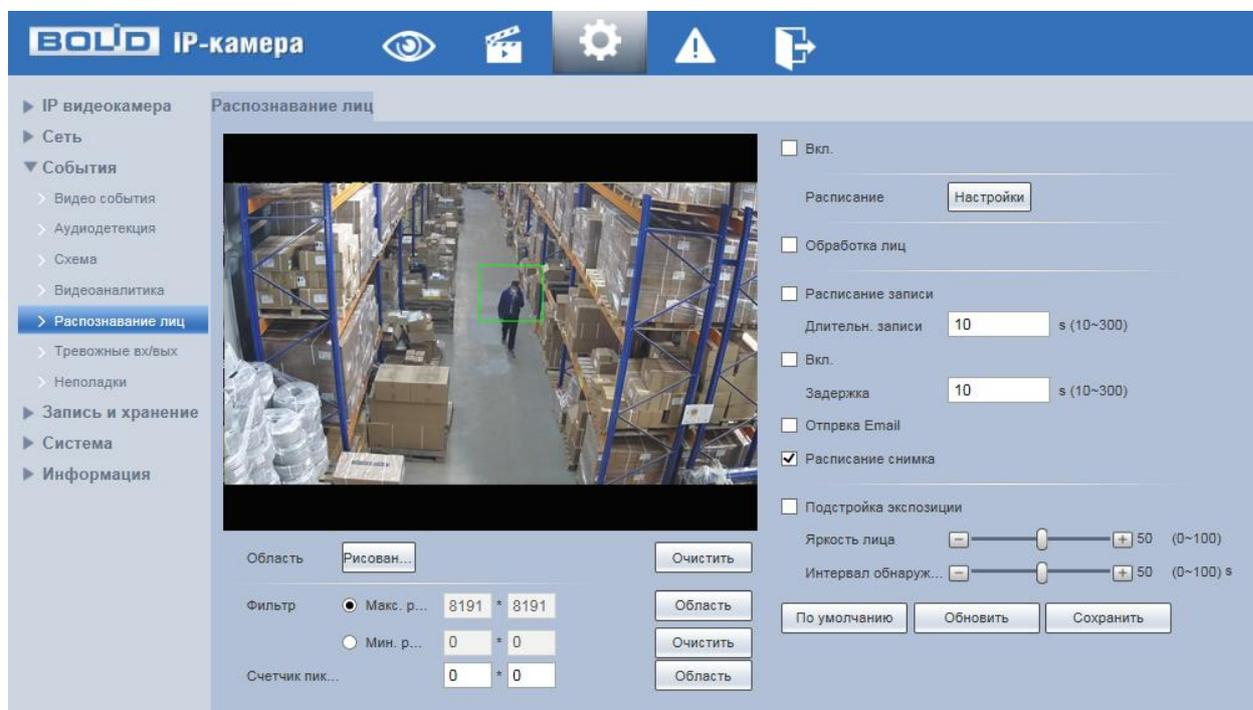 BOLID IP-камера
IP видеокамера
Сеть
События
Видео события
Аудиодетекция
Схема
Видеоаналитика
Распознавание лиц
Тревожные вх/вых
Неполадки
Запись и хранение
Система
Информация
Распознавание лиц
Область Рисован... Очистить
Фильтр Макс. р... 8191 * 8191 Область
Мин. р... 0 * 0 Очистить
Счетчик пик... 0 * 0 Область
Вкл.
Расписание Настройки
Обработка лиц
Расписание записи
Длительн. записи 10 s (10~300)
Вкл.
Задержка 10 s (10~300)
Отпрвка Email
Расписание снимка
Подстройка экспозиции
Яркость лица 50 (0~100)
Интервал обнаруж... 50 (0~100) s
По умолчанию Обновить Сохранить